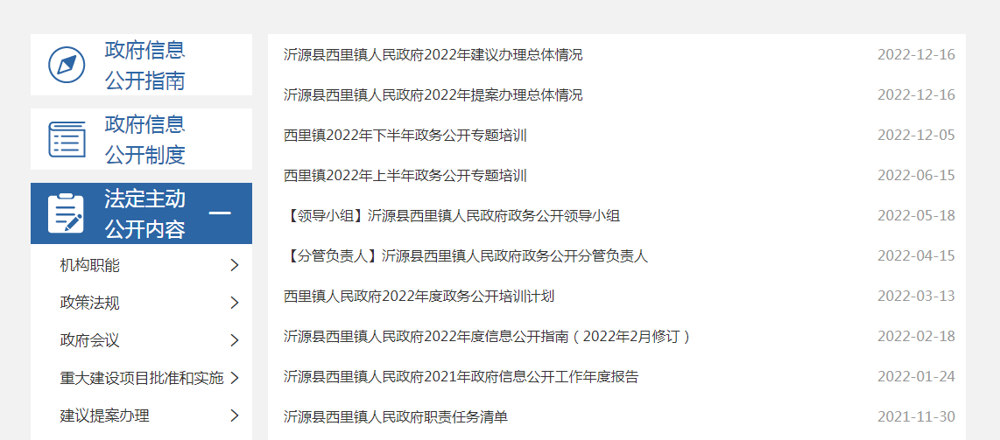 政府信息
公开指南
政府信息
公开制度
法定主动
公开内容
机构职能
政策法规
政府会议
重大建设项目批准和实施
建议提案办理
沂源县西里镇人民政府2022年建议办理总体情况 2022-12-16
沂源县西里镇人民政府2022年提案办理总体情况 2022-12-16
西里镇2022年下半年政务公开专题培训 2022-12-05
西里镇2022年上半年政务公开专题培训 2022-06-15
【领导小组】沂源县西里镇人民政府政务公开领导小组 2022-05-18
【分管负责人】沂源县西里镇人民政府政务公开分管负责人 2022-04-15
西里镇人民政府2022年度政务公开培训计划 2022-03-13
沂源县西里镇人民政府2022年度信息公开指南（2022年2月修订） 2022-02-18
沂源县西里镇人民政府2021年政府信息公开工作年度报告 2022-01-24
沂源县西里镇人民政府职责任务清单 2021-11-30